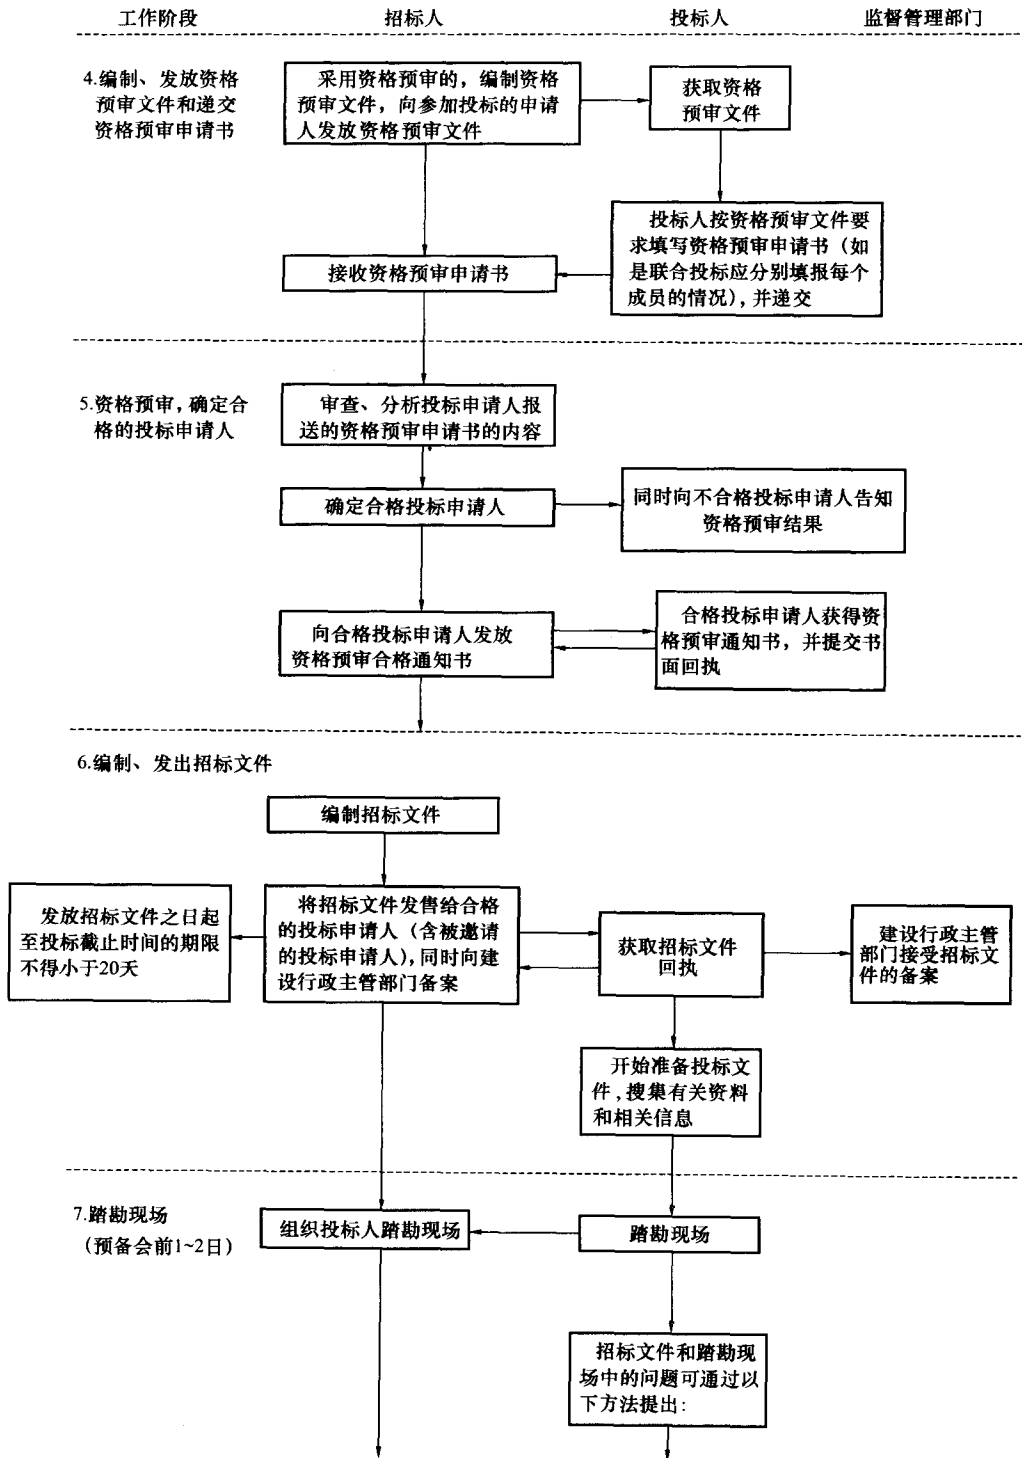 工作阶段 招标人 投标人 监督管理部门
4.编制、发放资格
预审文件和递交
资格预审申请书
采用资格预审的，编制资格
预审文件，向参加投标的申请
人发放资格预审文件
获取资格
预审文件
投标人按资格预审文件要
求填写资格预审申请书（如
是联合投标应分别填报每个
成员的情况），并递交
接收资格预审申请书
5.资格预审，确定合
格的投标申请人
审查、分析投标申请人报
送的资格预审申请书的内容
确定合格投标申请人
同时向不合格投标申请人告知
资格预审结果
向合格投标申请人发放
资格预审合格通知书
合格投标申请人获得资
格预审通知书，并提交书
面回执
6.编制、发出招标文件
编制招标文件
发放招标文件之日起
至投标截止时间的期限
不得小于20天
将招标文件发售给合格
的投标申请人（含被邀请
的投标申请人），同时向建
设行政主管部门备案
获取招标文件
回执
建设行政主管
部门接受招标文
件的备案
开始准备投标文
件，搜集有关资料
和相关信息
7.踏勘现场
（预备会前1~2日）
组织投标人踏勘现场
踏勘现场
招标文件和踏勘现
场中的问题可通过以
下方法提出：